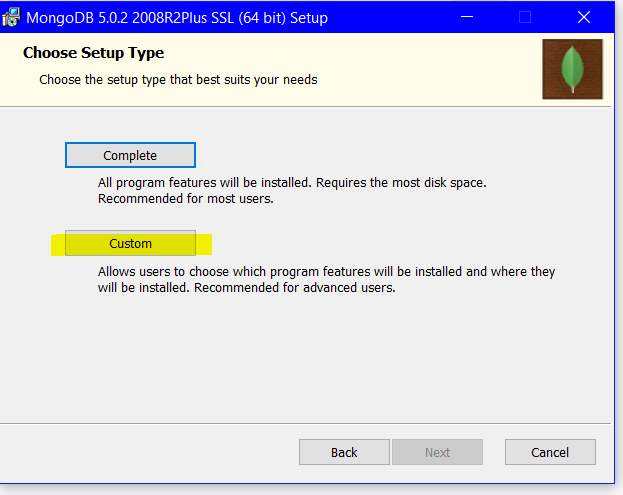 MongoDB 5.0.2 2008R2Plus SSL (64 bit) Setup
Choose Setup Type
Choose the setup type that best suits your needs
Complete
All program features will be installed. Requires the most disk space.
Recommended for most users.
Custom
Allows users to choose which program features will be installed and where they
will be installed. Recommended for advanced users.
Back Next Cancel